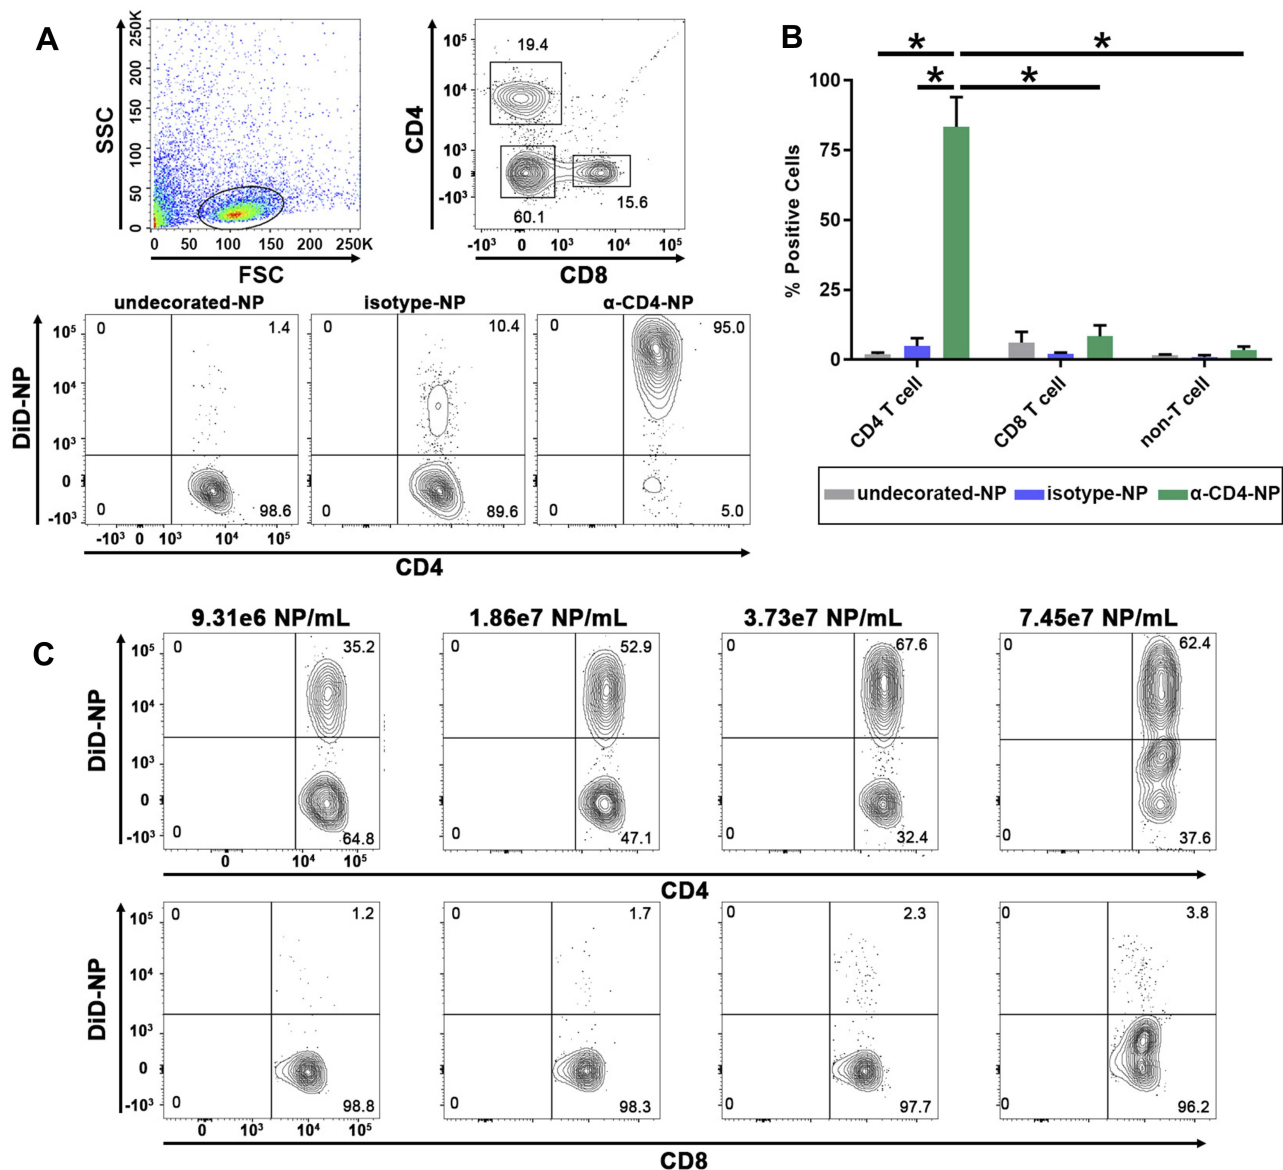 A
SSC
250K
200
150
100
50
0
0 50 100 150 200 250K
FSC
CD4
10⁵
10⁴
10³
0
-10³
19.4
60.1
15.6
-10³ 0 10³ 10⁴ 10⁵
CD8
undecorated-NP isotype-NP α-CD4-NP
DiD-NP
10⁵
10⁴
10³
0
-10³
0 1.4
0 98.6
0 10.4
0 89.6
0 95.0
0 5.0
-10³ 0 10³ 10⁴ 10⁵
CD4
B
* *
* *
% Positive Cells
100
75
50
25
0
CD4 T cell
CD8 T cell
non-T cell
undecorated-NP isotype-NP α-CD4-NP
C
9.31e6 NP/mL 1.86e7 NP/mL 3.73e7 NP/mL 7.45e7 NP/mL
DiD-NP
10⁵
10⁴
10³
0
-10³
0 35.2
0 64.8
0 52.9
0 47.1
0 67.6
0 32.4
0 62.4
0 37.6
0 10⁴ 10⁵
CD4
DiD-NP
10⁵
10⁴
10³
0
-10³
0 1.2
0 98.8
0 1.7
0 98.3
0 2.3
0 97.7
0 3.8
0 96.2
0 10³ 10⁴ 10⁵
CD8